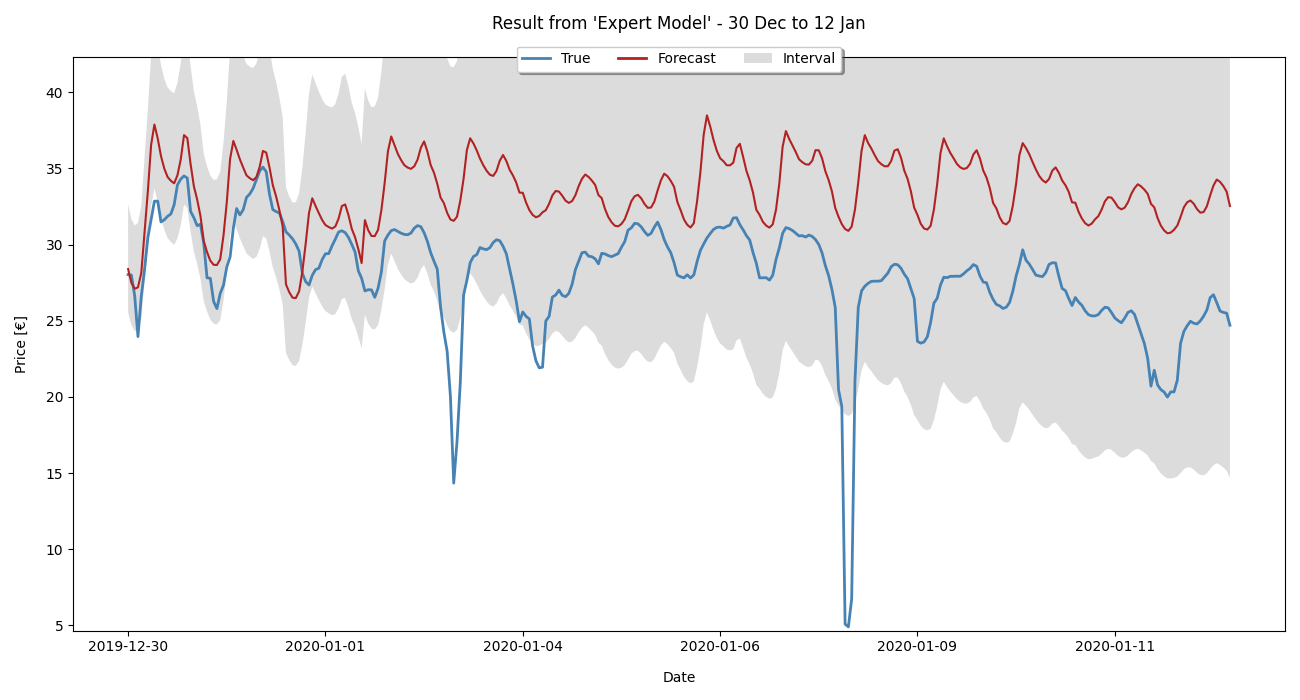 Result from 'Expert Model' - 30 Dec to 12 Jan
True Forecast Interval
Price [€]
40
35
30
25
20
15
10
5
2019-12-30 2020-01-01 2020-01-04 2020-01-06 2020-01-09 2020-01-11
Date